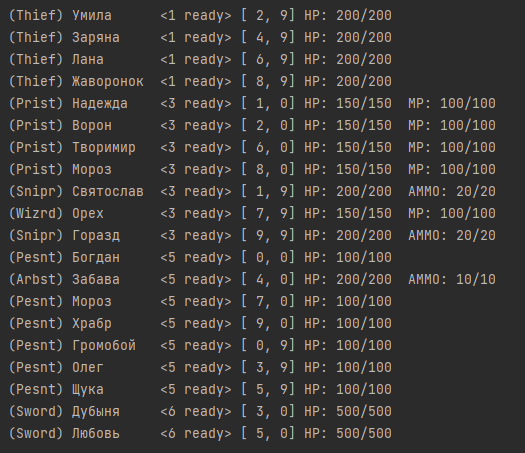 (Thief) Умила      <1 ready> [ 2, 9] HP: 200/200
(Thief) Заряна     <1 ready> [ 4, 9] HP: 200/200
(Thief) Лана       <1 ready> [ 6, 9] HP: 200/200
(Thief) Жаворонок  <1 ready> [ 8, 9] HP: 200/200
(Prist) Надежда    <3 ready> [ 1, 0] HP: 150/150  MP: 100/100
(Prist) Ворон      <3 ready> [ 2, 0] HP: 150/150  MP: 100/100
(Prist) Творимир   <3 ready> [ 6, 0] HP: 150/150  MP: 100/100
(Prist) Мороз      <3 ready> [ 8, 0] HP: 150/150  MP: 100/100
(Snipr) Святослав  <3 ready> [ 1, 9] HP: 200/200  AMMO: 20/20
(Wizrd) Орех       <3 ready> [ 7, 9] HP: 150/150  MP: 100/100
(Snipr) Горазд     <3 ready> [ 9, 9] HP: 200/200  AMMO: 20/20
(Pesnt) Богдан     <5 ready> [ 0, 0] HP: 100/100
(Arbst) Забава     <5 ready> [ 4, 0] HP: 200/200  AMMO: 10/10
(Pesnt) Мороз      <5 ready> [ 7, 0] HP: 100/100
(Pesnt) Храбр      <5 ready> [ 9, 0] HP: 100/100
(Pesnt) Громобой   <5 ready> [ 0, 9] HP: 100/100
(Pesnt) Олег       <5 ready> [ 3, 9] HP: 100/100
(Pesnt) Щука       <5 ready> [ 5, 9] HP: 100/100
(Sword) Дубыня     <6 ready> [ 3, 0] HP: 500/500
(Sword) Любовь     <6 ready> [ 5, 0] HP: 500/500